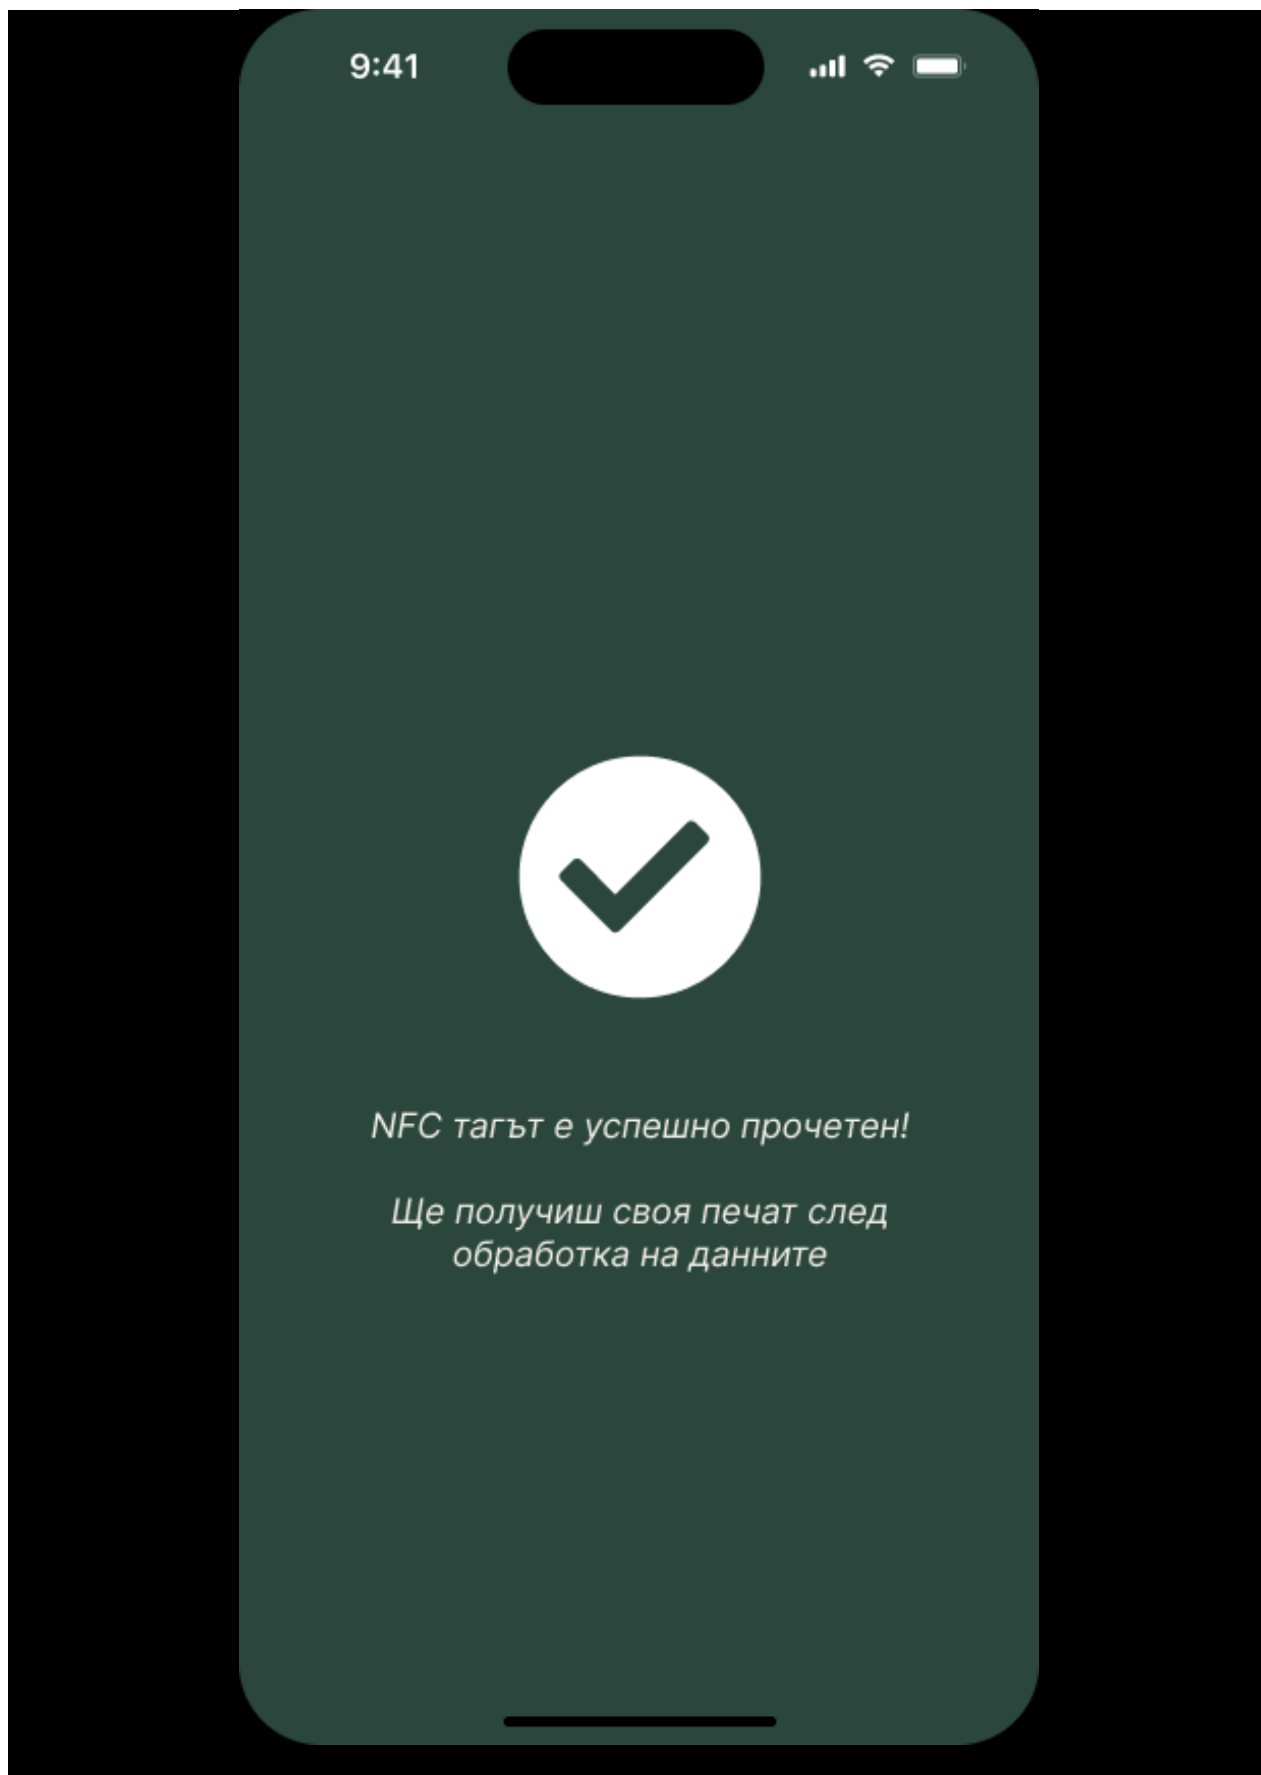 9:41
NFC тагът е успешно прочетен!
Ще получиш своя печат след
обработка на данните